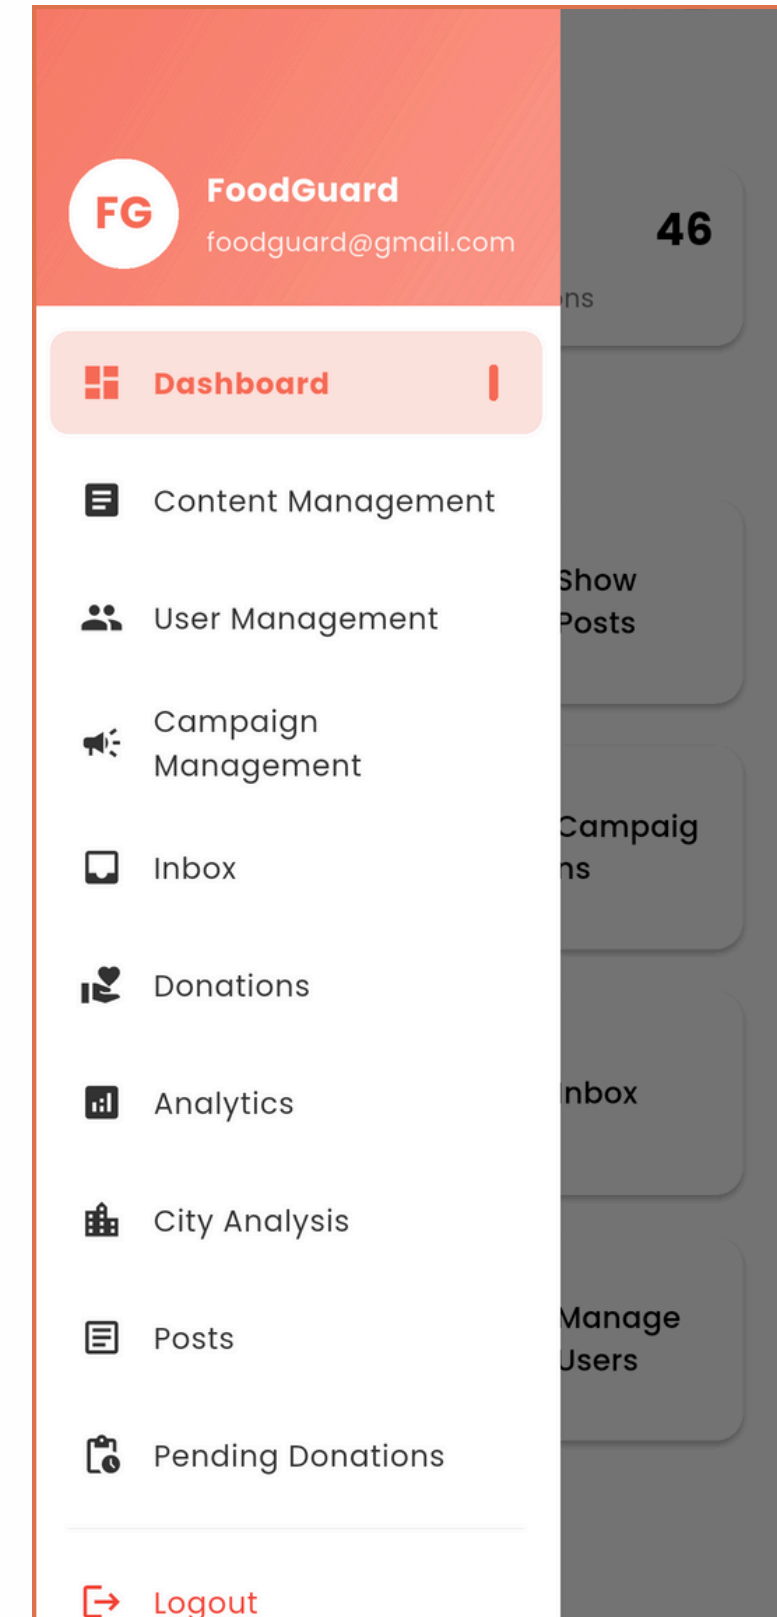 FG
FoodGuard
foodguard@gmail.com
46
ons
Dashboard
Content Management
Show
Posts
User Management
Campaign
Management
Campaig
ns
Inbox
Donations
Analytics
Inbox
City Analysis
Manage
Users
Posts
Pending Donations
Logout